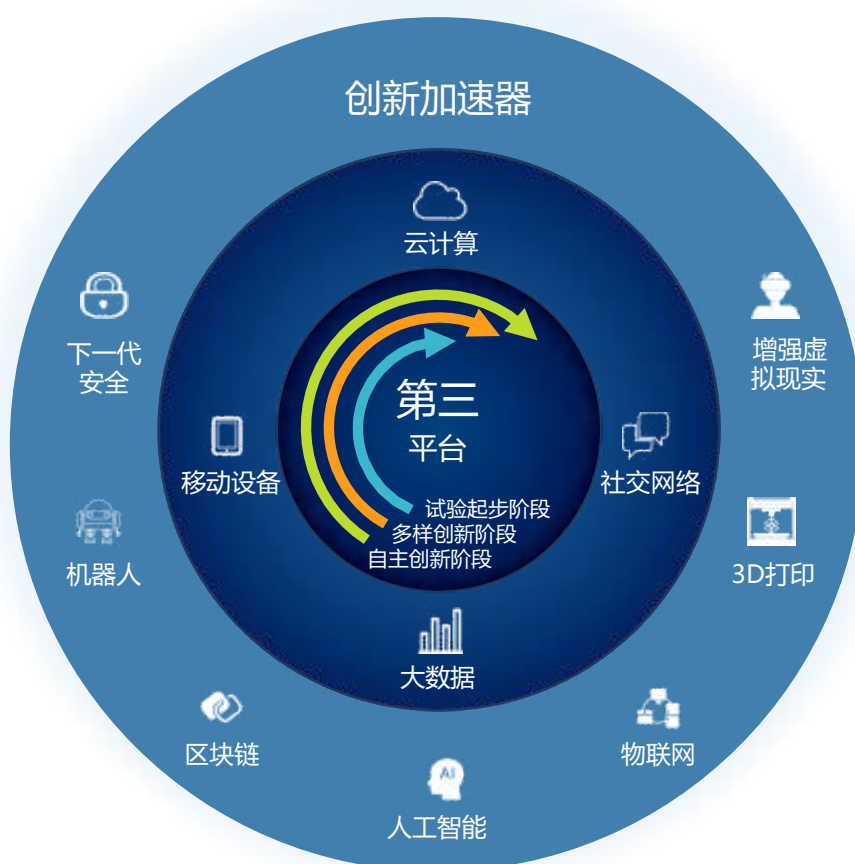 创新加速器
云计算
下一代
安全
增强虚
拟现实
第三
平台
移动设备
社交网络
试验起步阶段
多样创新阶段
自主创新阶段
机器人
3D打印
大数据
区块链
物联网
AI
人工智能